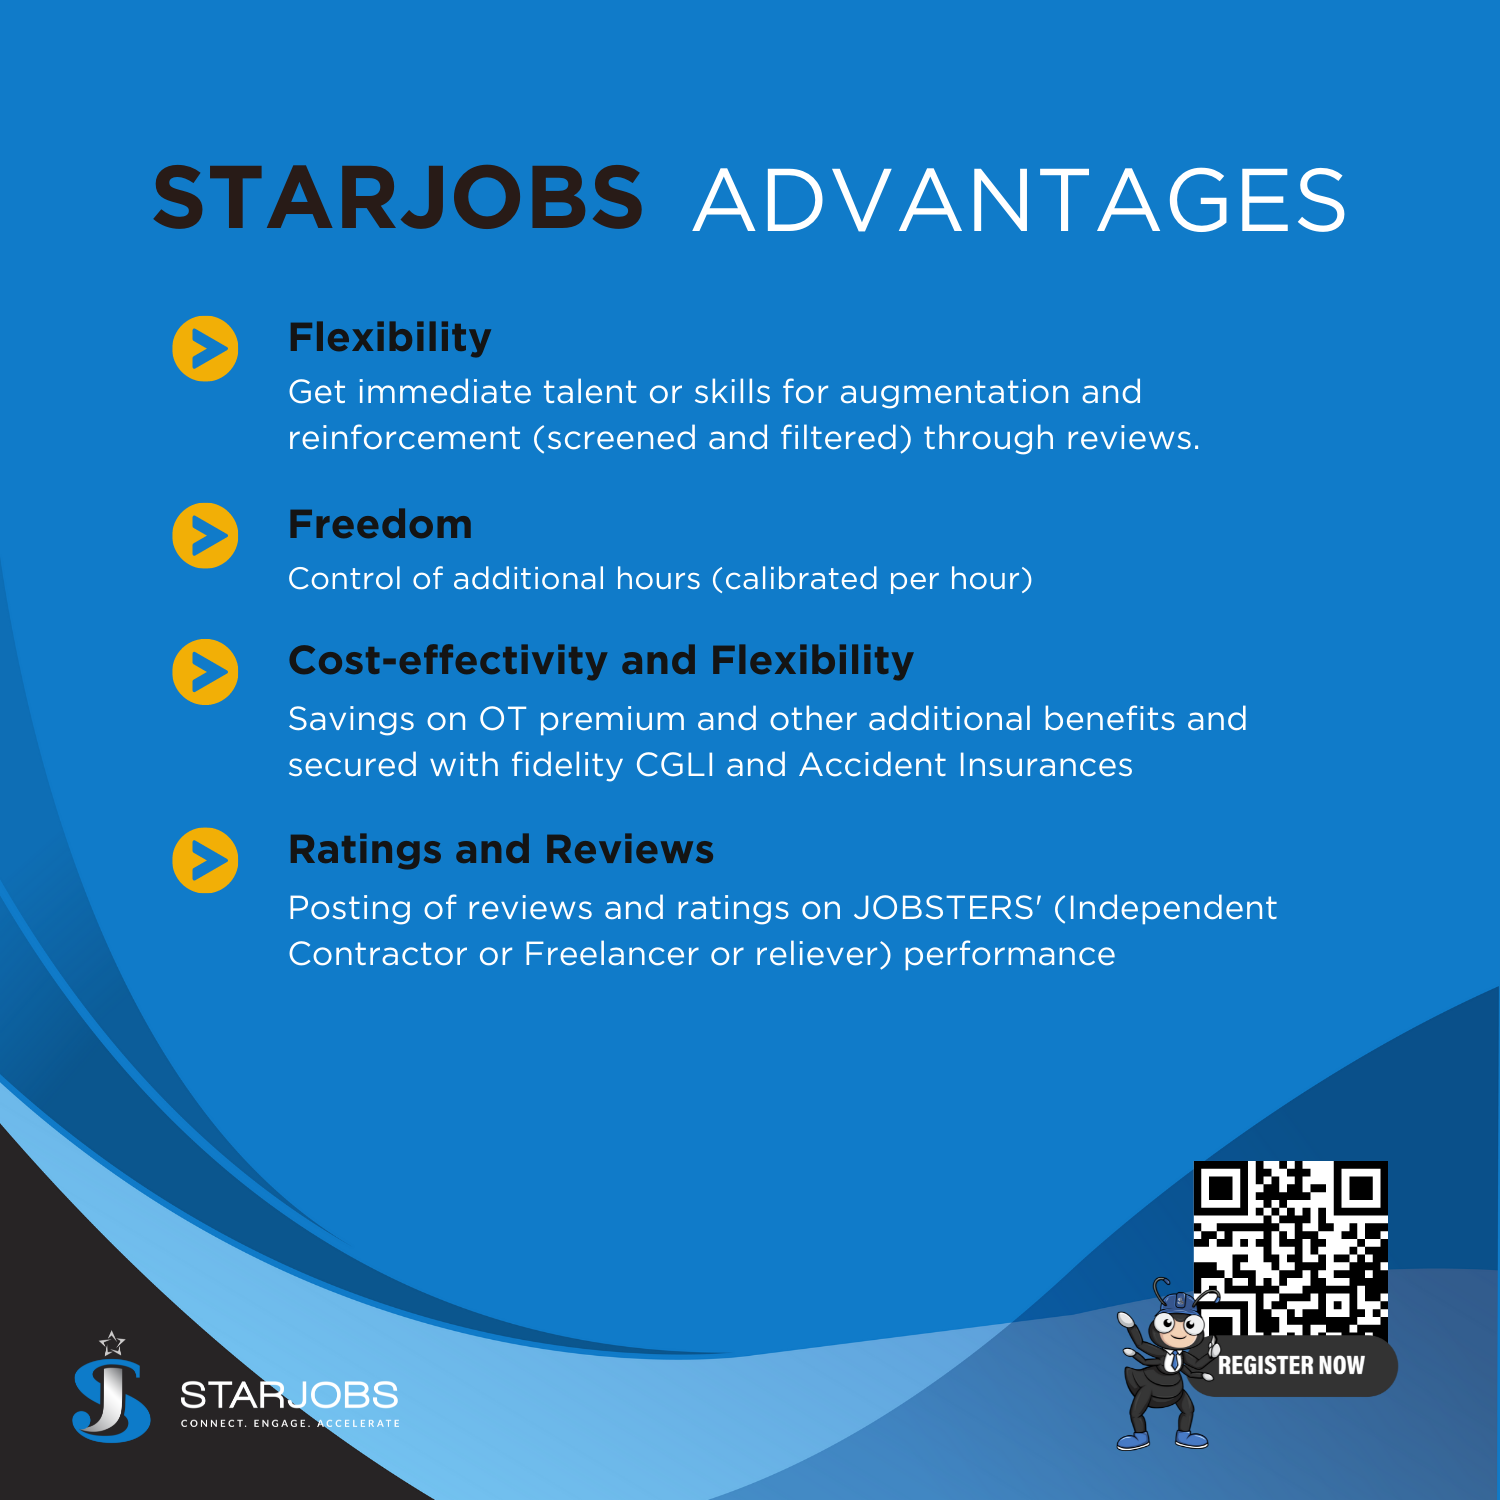 STARJOBS ADVANTAGES
Flexibility
Get immediate talent or skills for augmentation and
reinforcement (screened and filtered) through reviews.
Freedom
Control of additional hours (calibrated per hour)
Cost-effectivity and Flexibility
Savings on OT premium and other additional benefits and
secured with fidelity CGLI and Accident Insurances
Ratings and Reviews
Posting of reviews and ratings on JOBSTERS' (Independent
Contractor or Freelancer or reliever) performance
REGISTER NOW
SJ
STARJOBS
CONNECT. ENGAGE. ACCELERATE